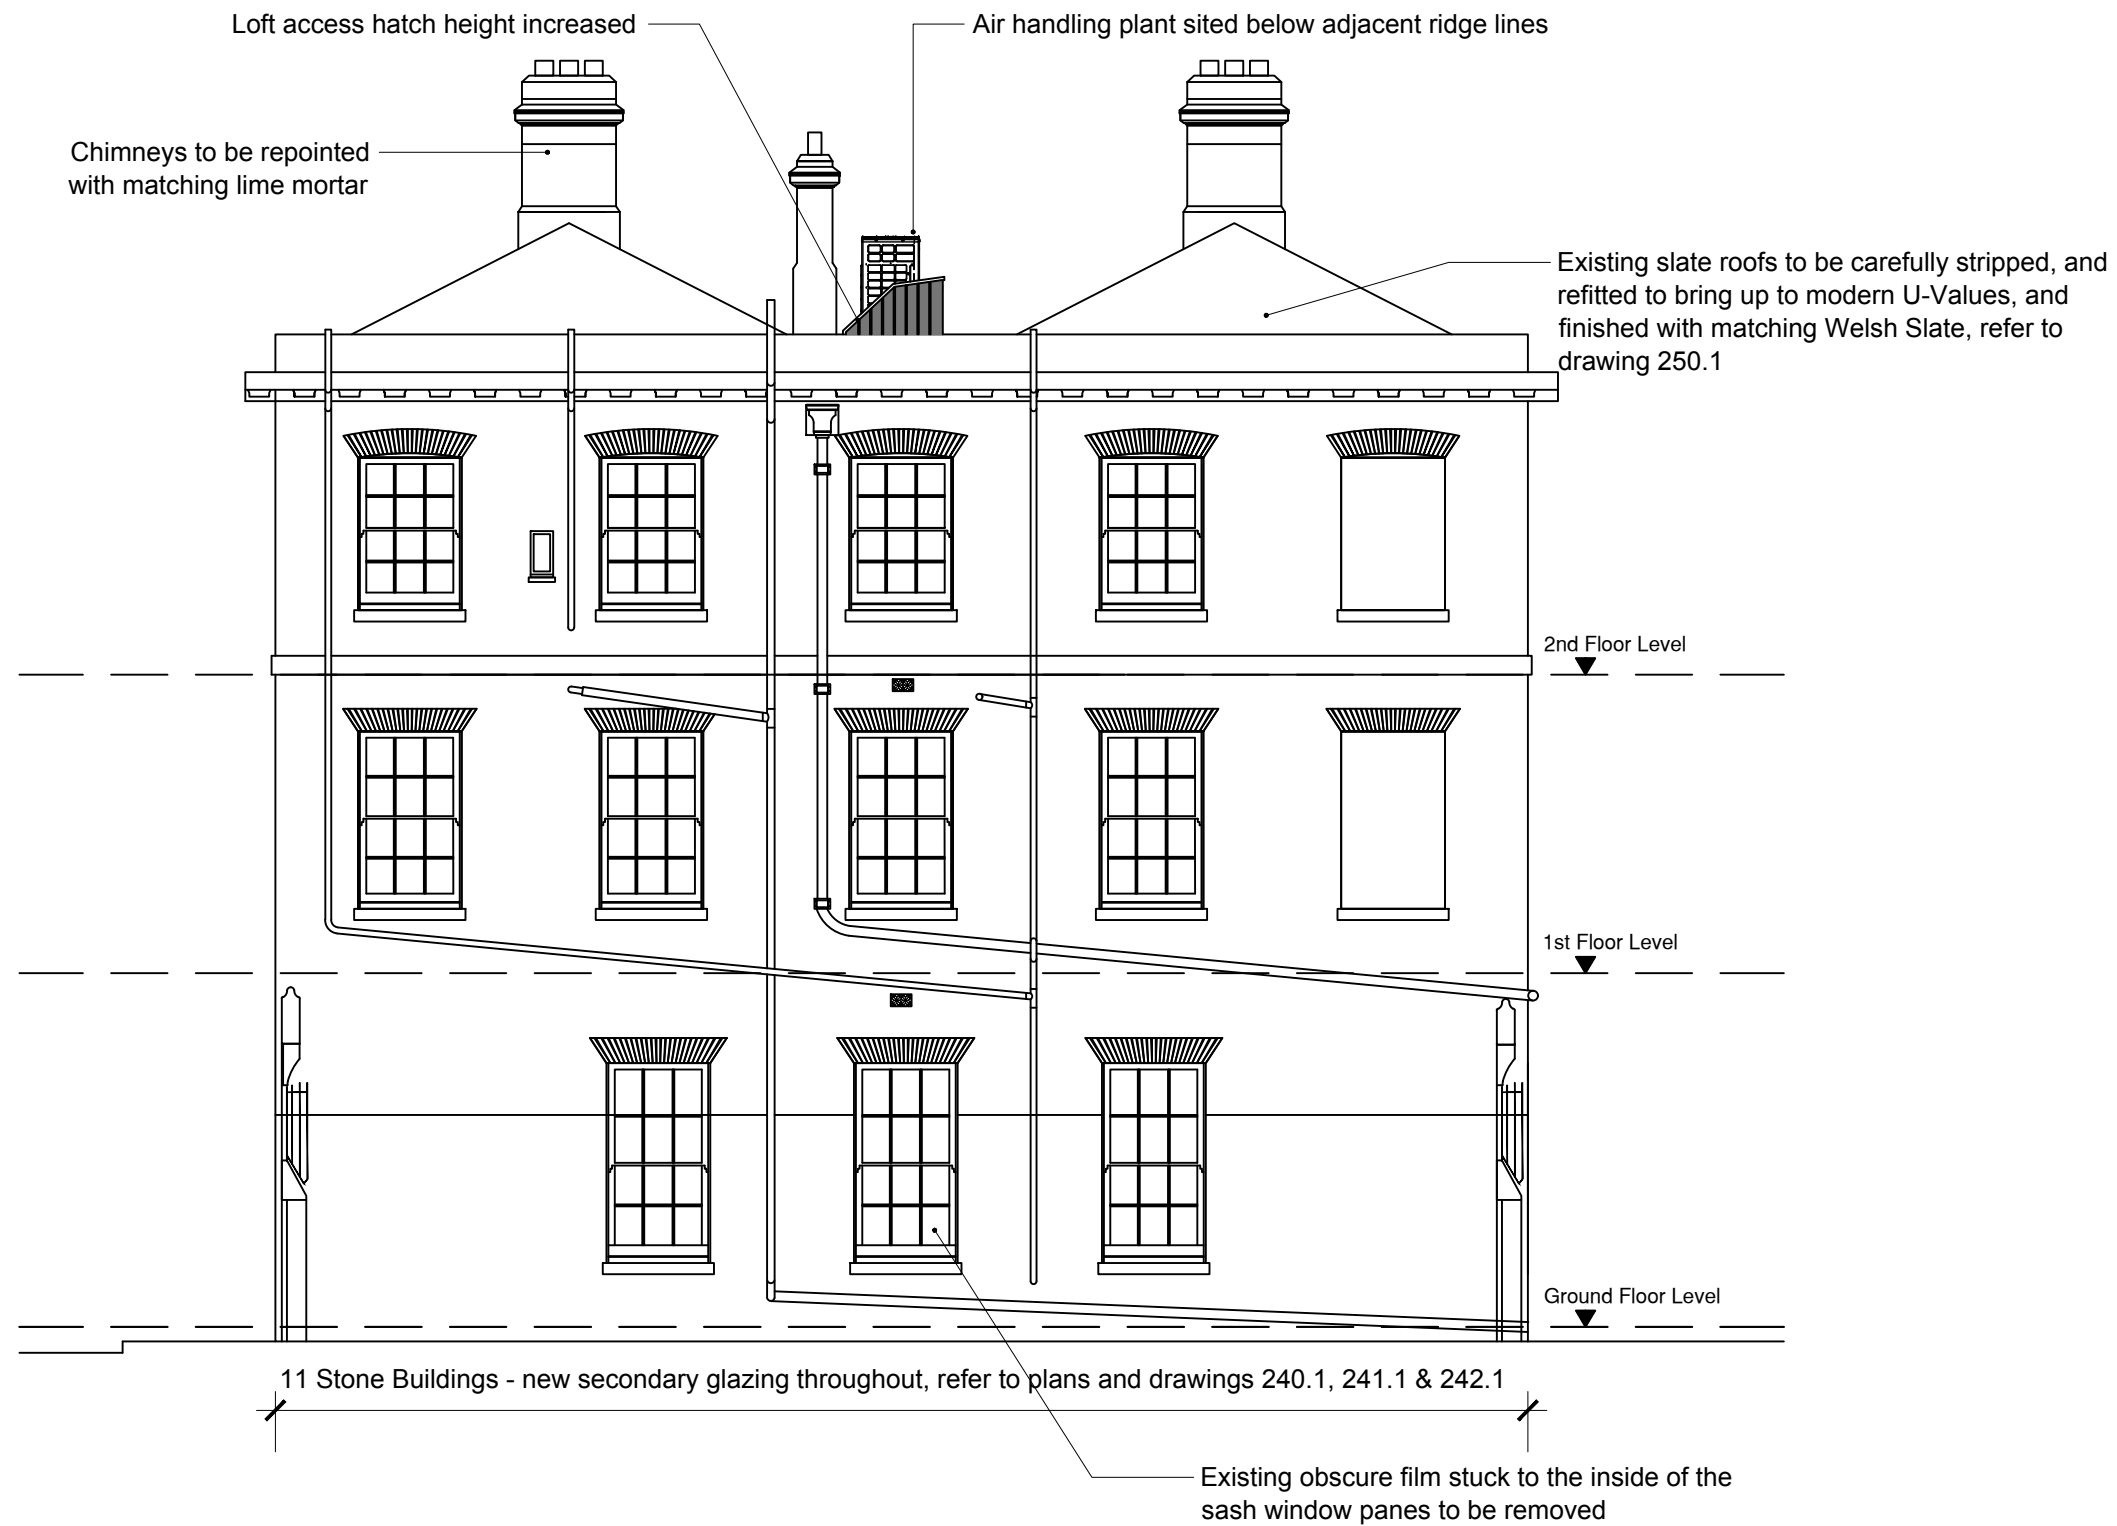 Loft access hatch height increased
Air handling plant sited below adjacent ridge lines
Chimneys to be repointed
with matching lime mortar
Existing slate roofs to be carefully stripped, and
refitted to bring up to modern U-Values, and
finished with matching Welsh Slate, refer to
drawing 250.1
2nd Floor Level
1st Floor Level
Ground Floor Level
11 Stone Buildings - new secondary glazing throughout, refer to plans and drawings 240.1, 241.1 & 242.1
Existing obscure film stuck to the inside of the
sash window panes to be removed